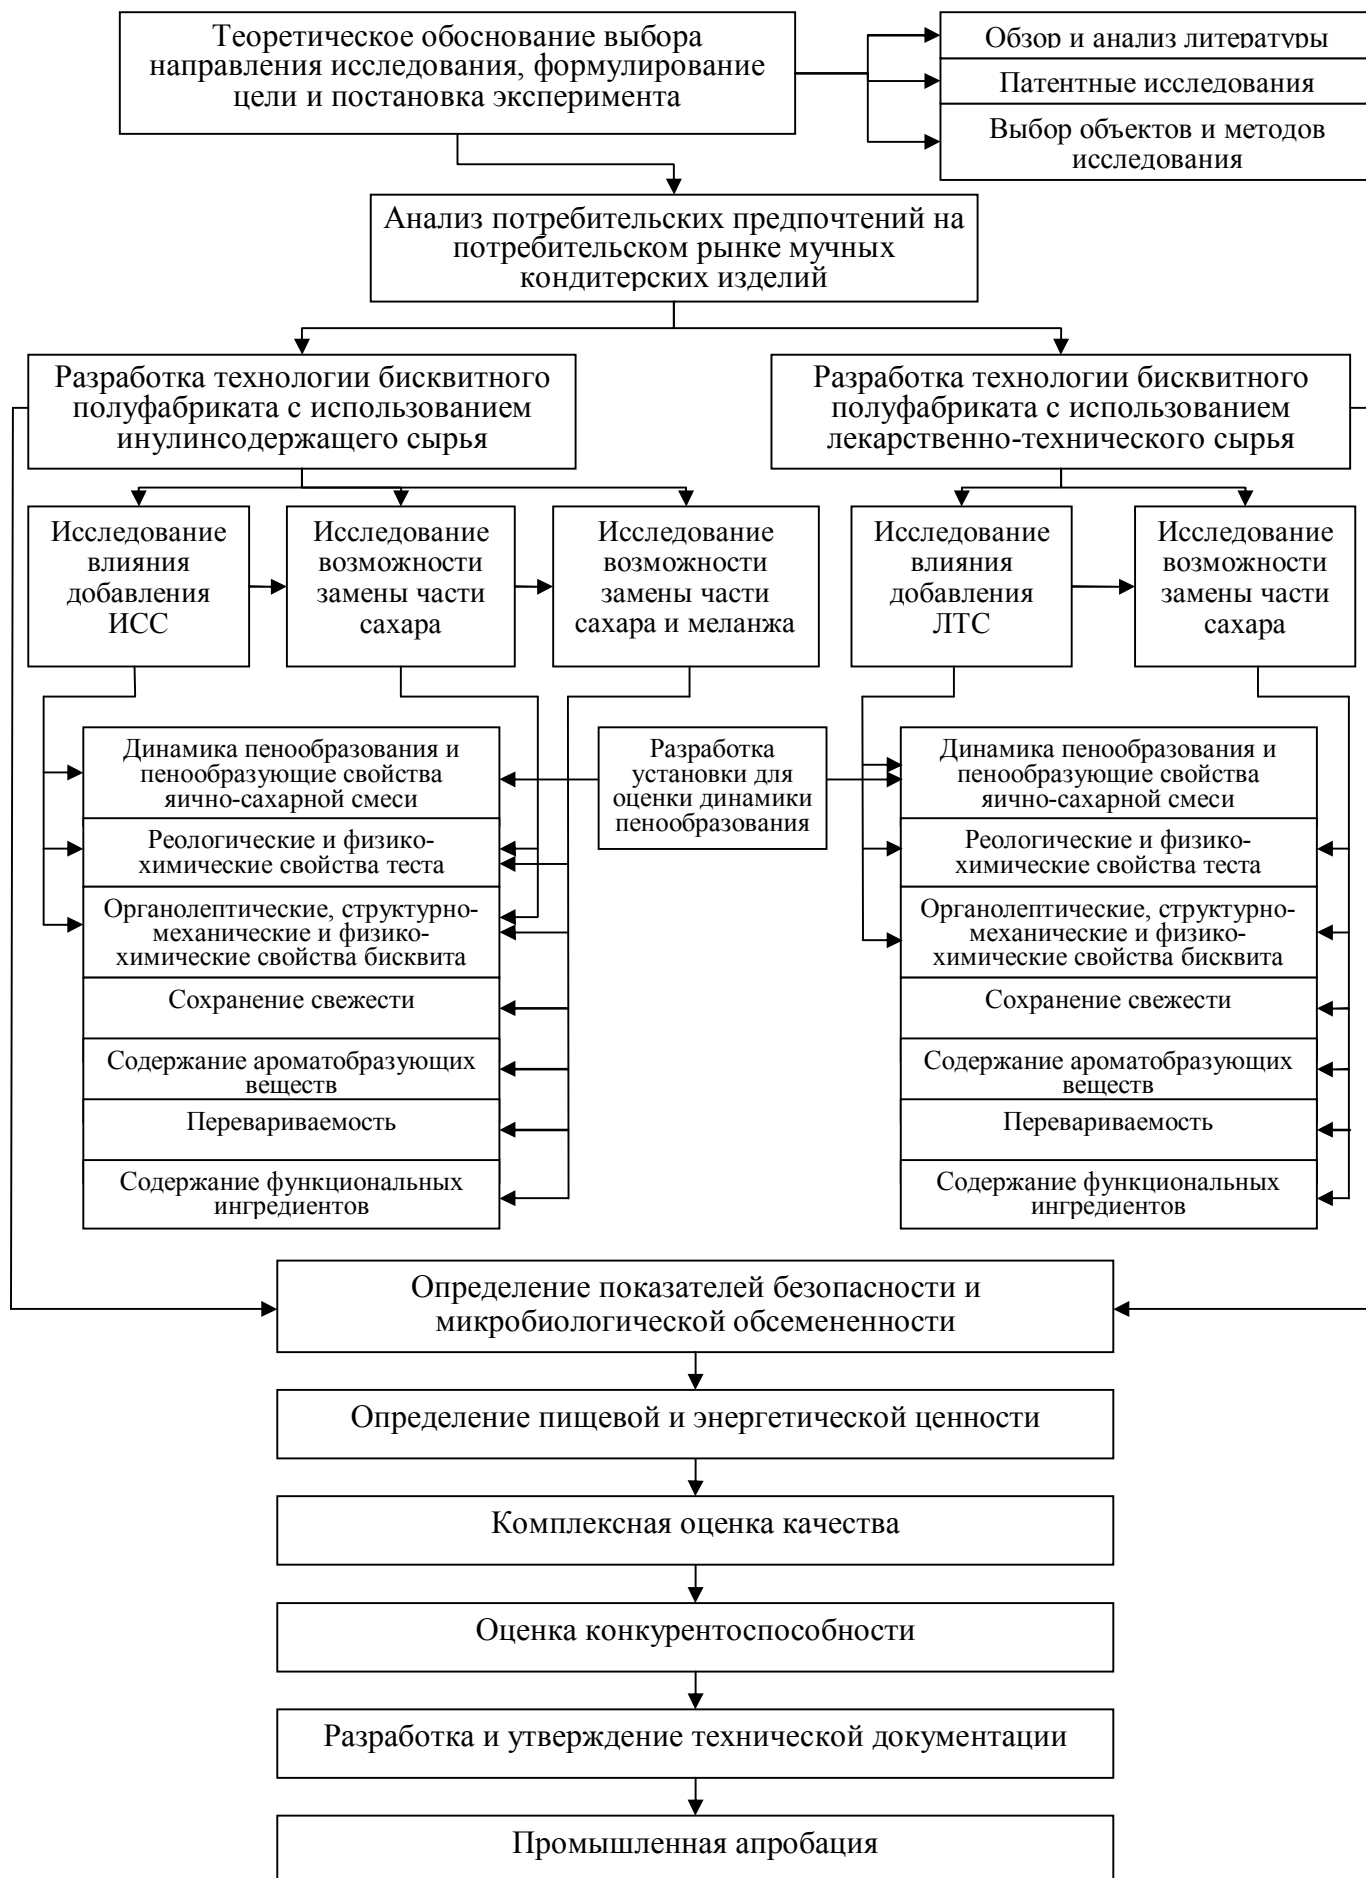 Теоретическое обоснование выбора
направления исследования, формулирование
цели и постановка эксперимента
Обзор и анализ литературы
Патентные исследования
Выбор объектов и методов
исследования
Анализ потребительских предпочтений на
потребительском рынке мучных
кондитерских изделий
Разработка технологии бисквитного
полуфабриката с использованием
инулинсодержащего сырья
Разработка технологии бисквитного
полуфабриката с использованием
лекарственно-технического сырья
Исследование
влияния
добавления
ИСС
Исследование
возможности
замены части
сахара
Исследование
возможности
замены части
сахара и меланжа
Исследование
влияния
добавления
ЛТС
Исследование
возможности
замены части
сахара
Динамика пенообразования и
пенообразующие свойства
яично-сахарной смеси
Реологические и физико-
химические свойства теста
Органолептические, структурно-
механические и физико-
химические свойства бисквита
Сохранение свежести
Содержание ароматобразующих
веществ
Перевариваемость
Содержание функциональных
ингредиентов
Разработка
установки для
оценки динамики
пенообразования
Динамика пенообразования и
пенообразующие свойства
яично-сахарной смеси
Реологические и физико-
химические свойства теста
Органолептические, структурно-
механические и физико-
химические свойства бисквита
Сохранение свежести
Содержание ароматобразующих
веществ
Перевариваемость
Содержание функциональных
ингредиентов
Определение показателей безопасности и
микробиологической обсемененности
Определение пищевой и энергетической ценности
Комплексная оценка качества
Оценка конкурентоспособности
Разработка и утверждение технической документации
Промышленная апробация